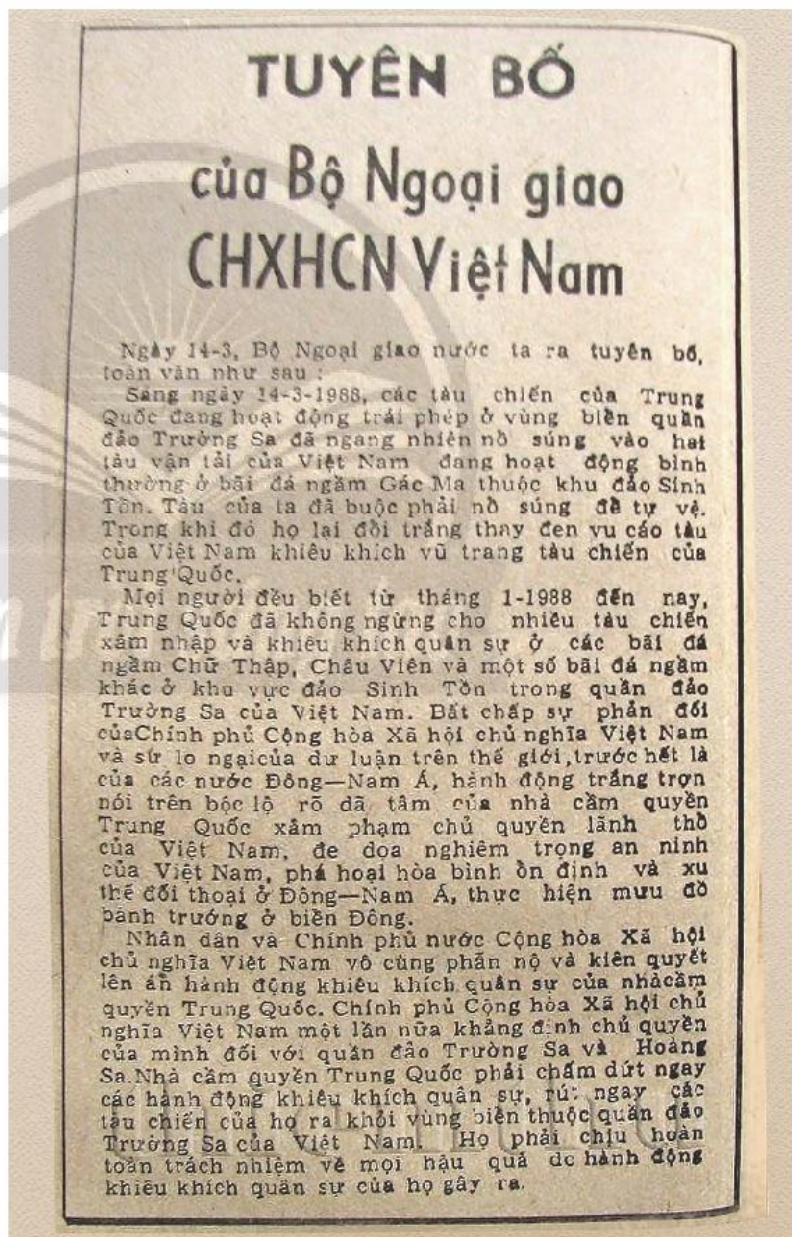 TUYÊN BỐ
của Bộ Ngoại giao
CHXHCN Việt Nam
Ngày 14-3, Bộ Ngoại giao nước ta ra tuyên bố,
toàn văn như sau :
Sáng ngày 14-3-1988, các tàu chiến của Trung
Quốc đang hoạt động trái phép ở vùng biển quần
đảo Trường Sa đã ngang nhiên nổ súng vào hai
tàu vận tải của Việt Nam đang hoạt động bình
thường ở bãi đá ngầm Gác Ma thuộc khu đảo Sinh
Tồn. Tàu của ta đã buộc phải nổ súng để tự vệ.
Trong khi đó họ lại đổi trắng thay đen vu cáo tàu
của Việt Nam khiêu khích vũ trang tàu chiến của
Trung Quốc.
Mọi người đều biết từ tháng 1-1988 đến nay,
Trung Quốc đã không ngừng cho nhiều tàu chiến
xâm nhập và khiêu khích quân sự ở các bãi đá
ngầm Chữ Thập, Châu Viên và một số bãi đá ngầm
khác ở khu vực đảo Sinh Tồn trong quần đảo
Trường Sa của Việt Nam. Bất chấp sự phản đối
củaChính phủ Cộng hòa Xã hội chủ nghĩa Việt Nam
và sư lo ngạicủa dư luận trên thế giới,trước hết là
của các nước Đông—Nam Á, hành động trắng trợn
nói trên bộc lộ rõ dã tâm của nhà cầm quyền
Trung Quốc xâm phạm chủ quyền lãnh thổ
của Việt Nam, đe dọa nghiêm trọng an ninh
của Việt Nam, phá hoại hòa bình ổn định và xu
thế đối thoại ở Đông—Nam Á, thực hiện mưu đồ
bành trướng ở biển Đông.
Nhân dân và Chính phủ nước Cộng hòa Xã hội
chủ nghĩa Việt Nam vô cùng phẫn nộ và kiên quyết
lên án hành động khiêu khích quân sự của nhàcầm
quyền Trung Quốc. Chính phủ Cộng hòa Xã hội chủ
nghĩa Việt Nam một lần nữa khẳng định chủ quyền
của mình đối với quần đảo Trường Sa và Hoàng
Sa.Nhà cầm quyền Trung Quốc phải chấm dứt ngay
các hành động khiêu khích quân sự, rút ngay các
tàu chiến của họ ra khỏi vùng biển thuộc quần đảo
Trường Sa của Việt Nam. Họ phải chịu hoàn
toàn trách nhiệm về mọi hậu quả do hành động
khiêu khích quân sự của họ gây ra.